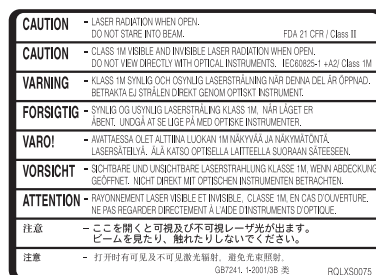 CAUTION - LASER RADIATION WHEN OPEN.
DO NOT STARE INTO BEAM. FDA 21 CFR / Class III
CAUTION - CLASS 1M VISIBLE AND INVISIBLE LASER RADIATION WHEN OPEN.
DO NOT VIEW DIRECTLY WITH OPTICAL INSTRUMENTS. IEC60825-1 +A2/ Class 1M
VARNING - KLASS 1M SYNLIG OCH OSYNLIG LASERSTRÅLNING NÄR DENNA DEL ÄR ÖPPNAD.
BETRAKTA EJ STRÅLEN DIREKT GENOM OPTISKT INSTRUMENT.
FORSIGTIG - SYNLIG OG USYNLIG LASERSTRÅLING KLASS 1M, NÅR LÅGET ER
ÅBENT. UNDGÅ AT SE LIGE PÅ MED OPTISKE INSTRUMENTER.
VARO! - AVATTAESSA OLET ALTTIINA LUOKAN 1M NÄKYVÄÄ JA NÄKYMÄTÖNTÄ
LASERSÄTEILYÄ. ÄLÄ KATSO OPTISELLA LAITTEELLA SUORAAN SÄTEESEEN.
VORSICHT - SICHTBARE UND UNSICHTBARE LASERSTRAHLUNG KLASSE 1M, WENN ABDECKUNG
GEÖFFNET. NICHT DIREKT MIT OPTISCHEN INSTRUMENTEN BETRACHTEN.
ATTENTION - RAYONNEMENT LASER VISIBLE ET INVISIBLE, CLASSE 1M, EN CAS D'OUVERTURE.
NE PAS REGARDER DIRECTEMENT À L'AIDE D'INSTRUMENTS D'OPTIQUE.
注意 - ここを開くと可視及び不可視レーザ光が出ます。
ビームを見たり、触れたりしないでください。
注意 - 打开时有可见及不可见激光辐射。避免光束照射。
GB7247.1-2001/3B 类 RQLXS0075